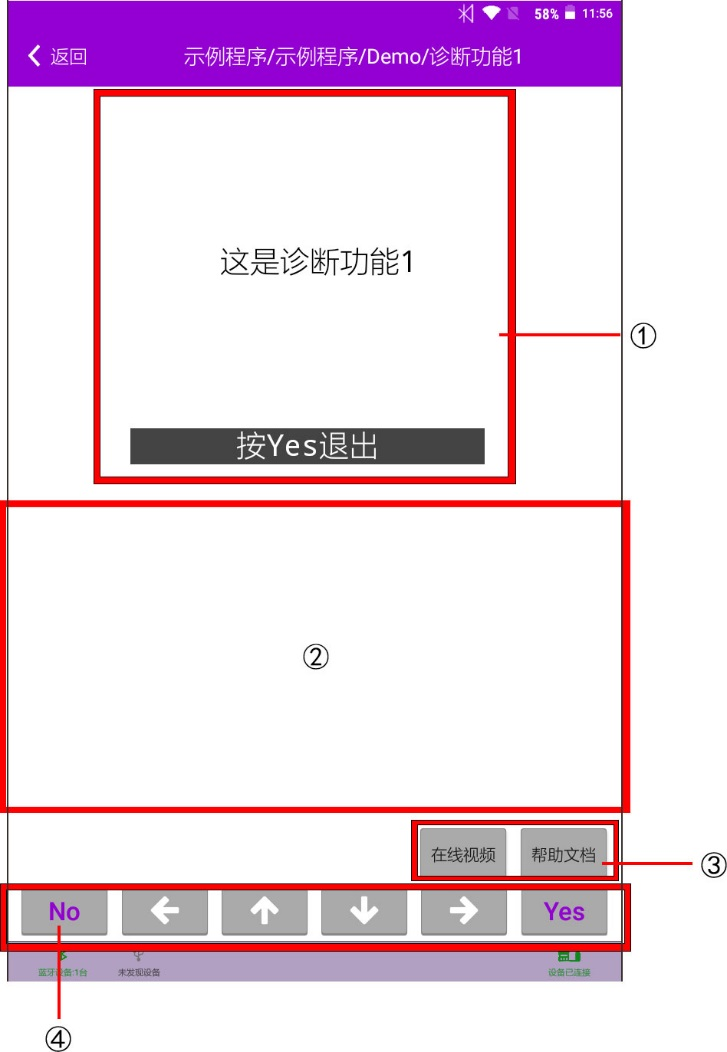 58% 11:56
返回 示例程序/示例程序/Demo/诊断功能1
这是诊断功能1
①
按Yes退出
②
在线视频 帮助文档
③
No Yes
蓝牙设备:1台 未发现设备 设备已连接
④